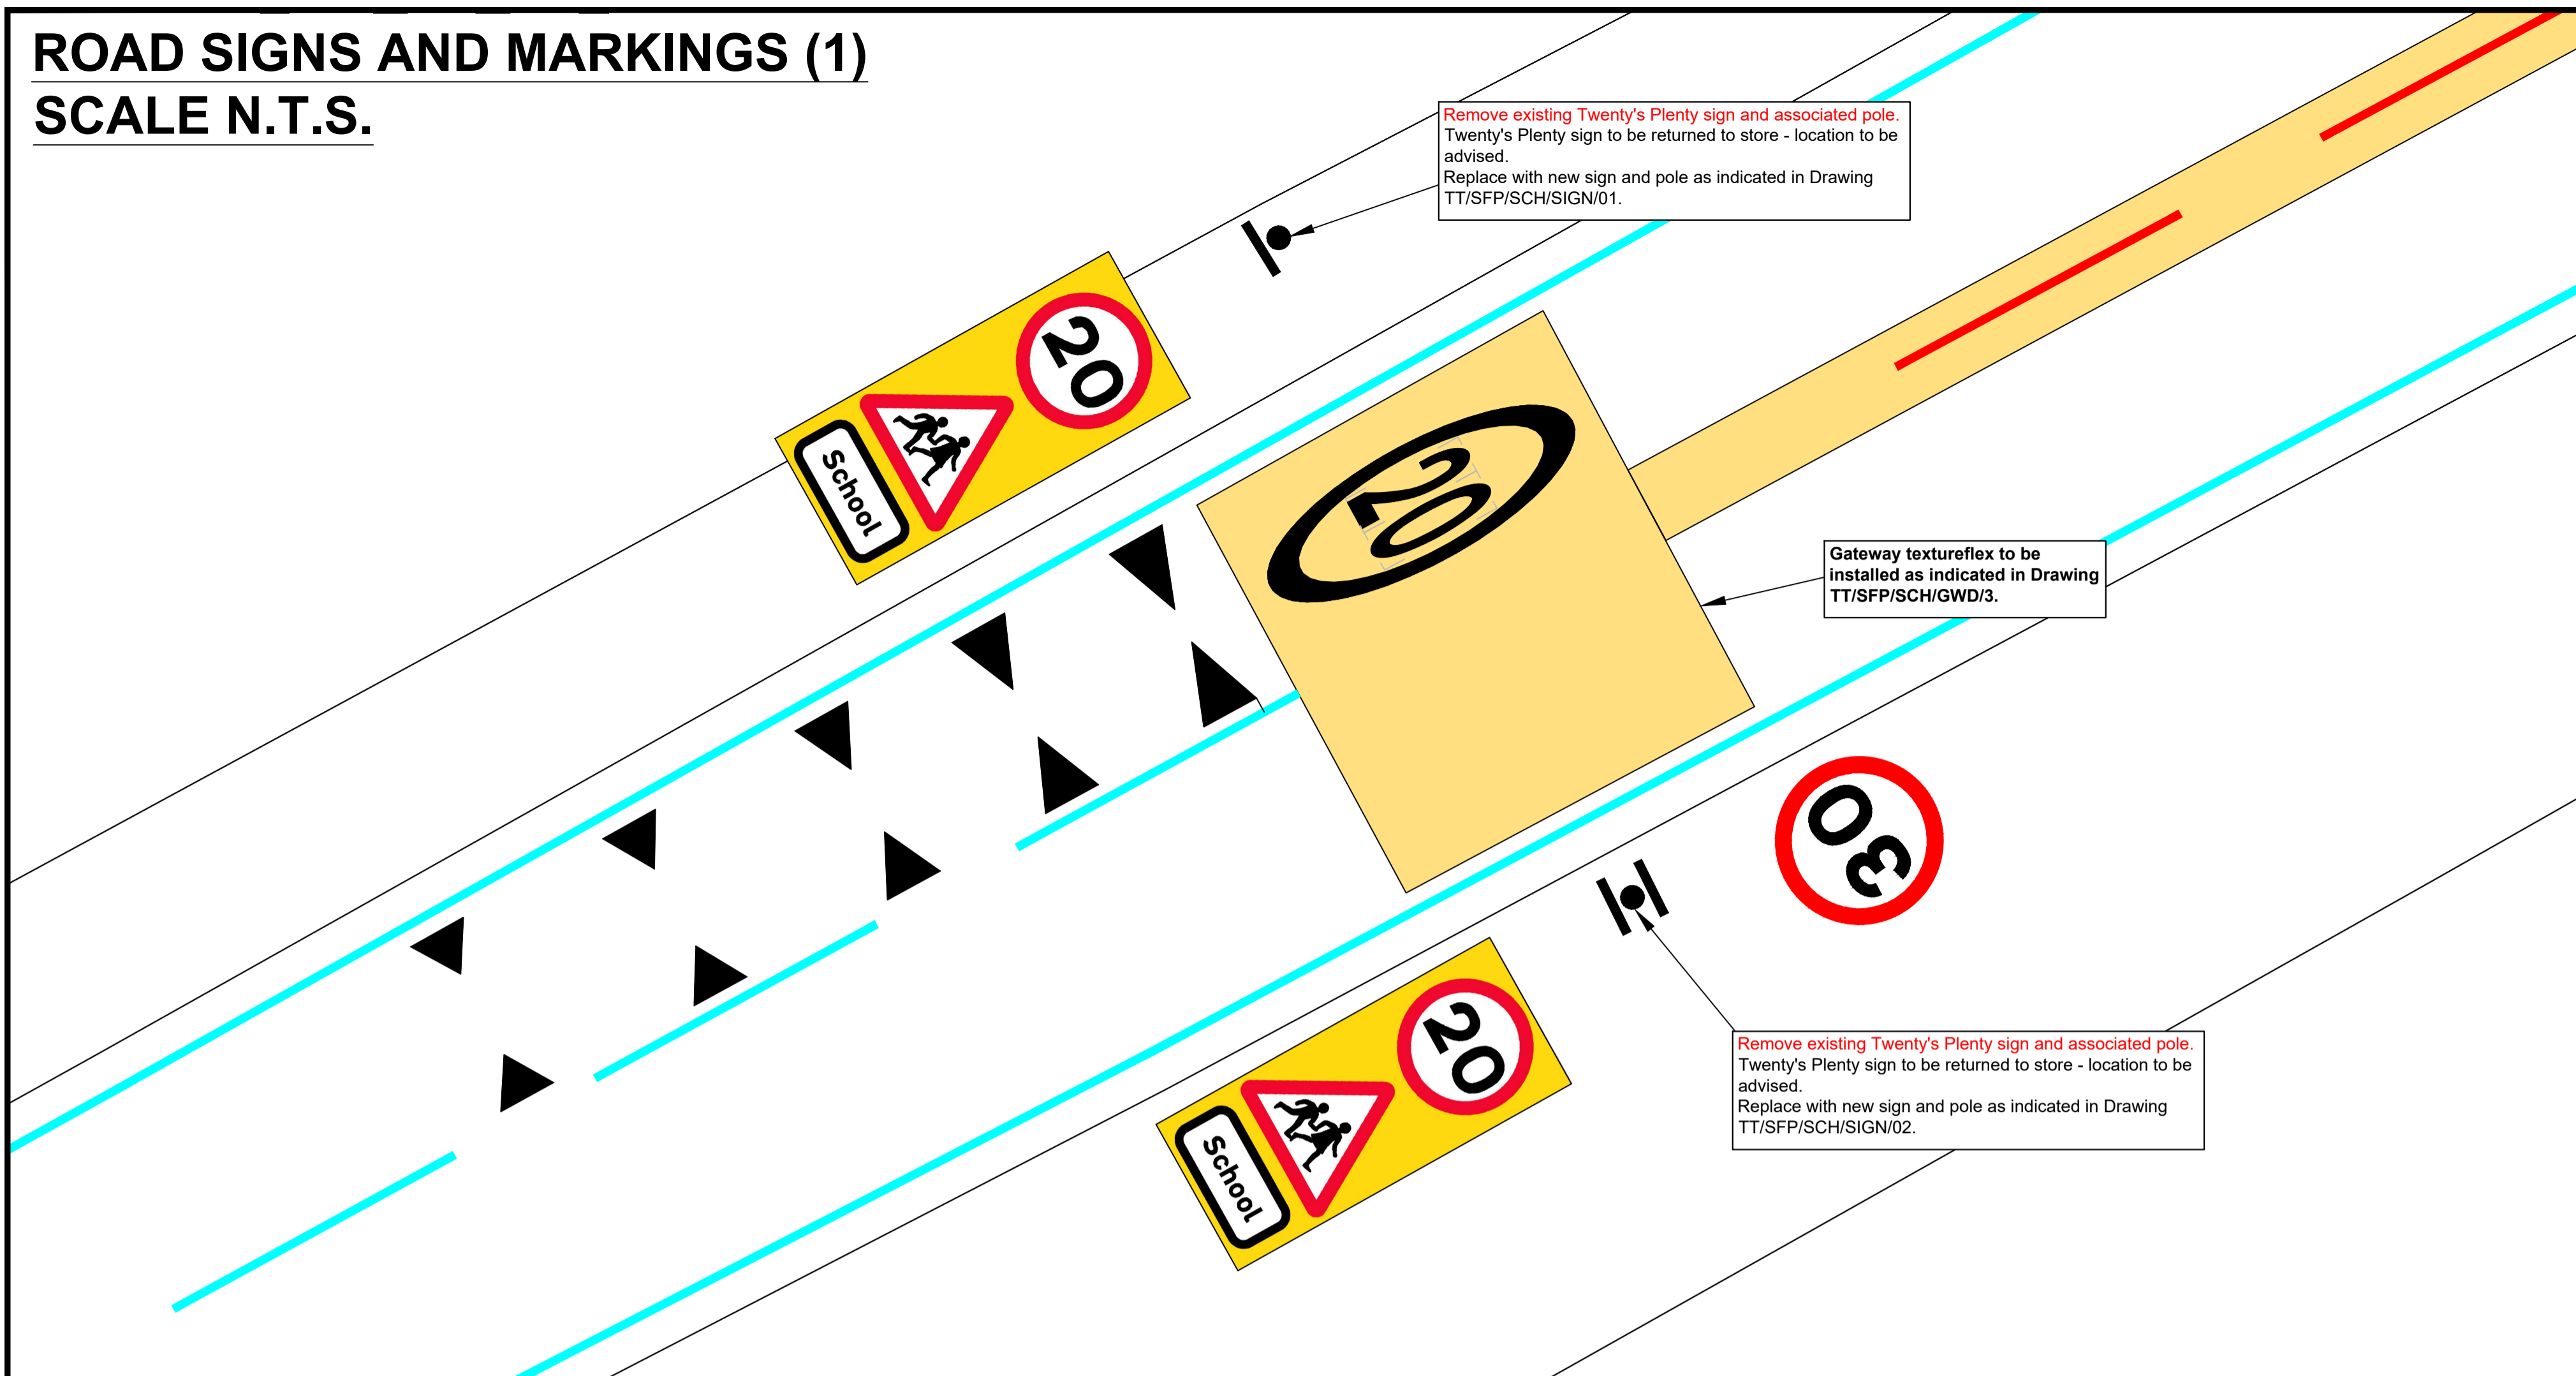 ROAD SIGNS AND MARKINGS (1)
SCALE N.T.S.
Remove existing Twenty's Plenty sign and associated pole.
Twenty's Plenty sign to be returned to store - location to be
advised.
Replace with new sign and pole as indicated in Drawing
TT/SFP/SCH/SIGN/01.
20
School
20
Gateway textureflex to be
installed as indicated in Drawing
TT/SFP/SCH/GWD/3.
30
20
School
Remove existing Twenty's Plenty sign and associated pole.
Twenty's Plenty sign to be returned to store - location to be
advised.
Replace with new sign and pole as indicated in Drawing
TT/SFP/SCH/SIGN/02.